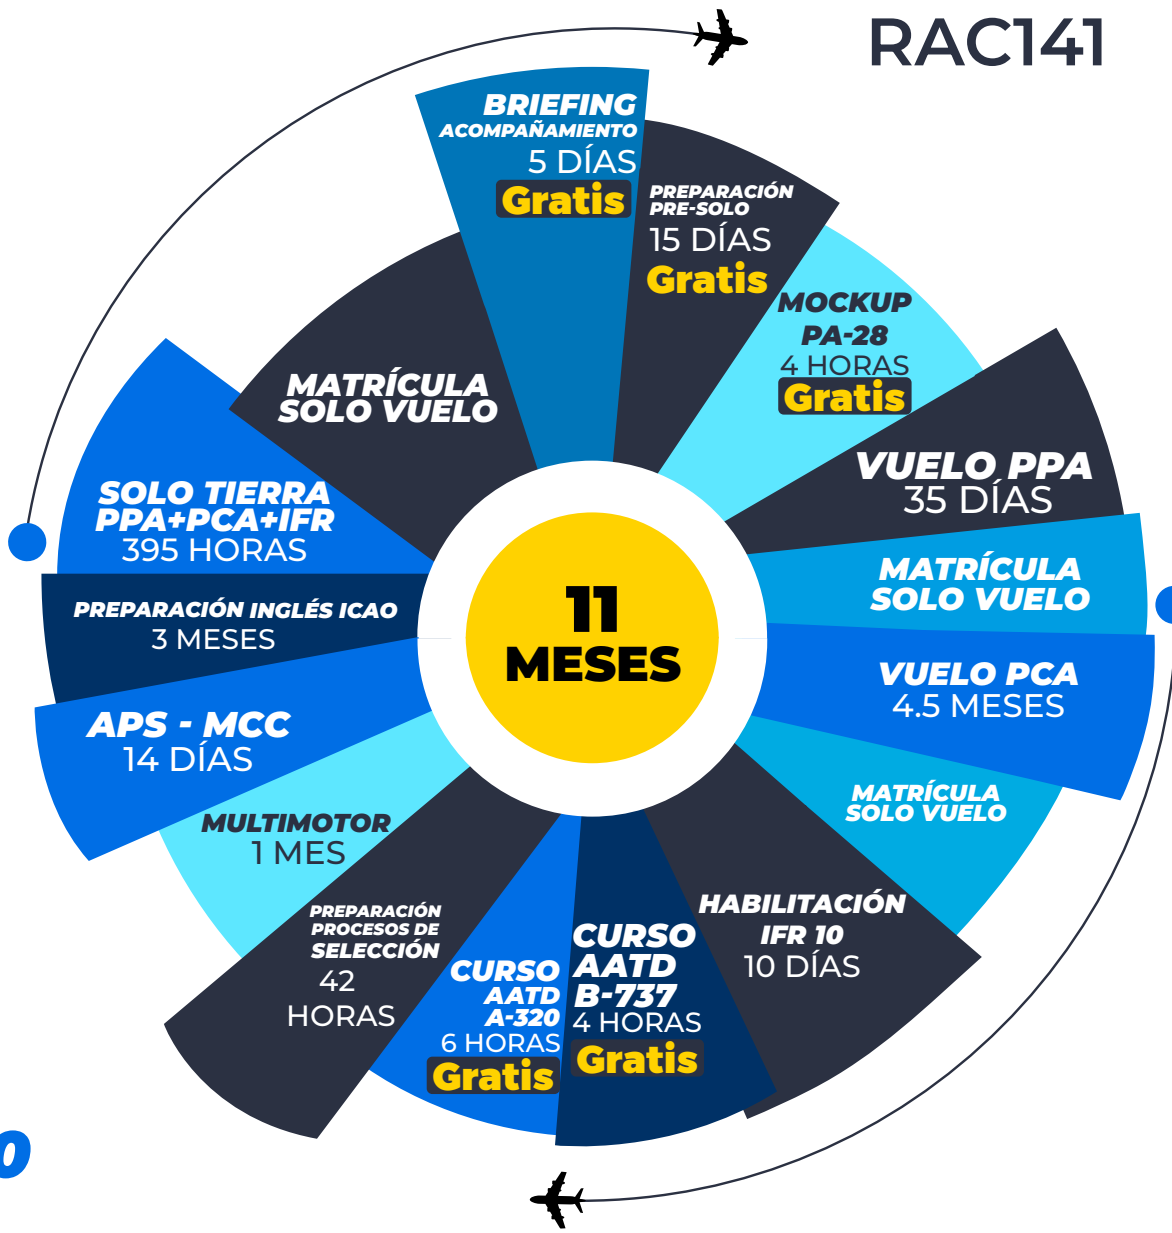 RAC141
BRIEFING
ACOMPAÑAMIENTO
5 DÍAS
Gratis
PREPARACIÓN
PRE-SOLO
15 DÍAS
Gratis
MOCKUP
PA-28
4 HORAS
Gratis
VUELO PPA
35 DÍAS
MATRÍCULA
SOLO VUELO
VUELO PCA
4.5 MESES
MATRÍCULA
SOLO VUELO
HABILITACIÓN
IFR 10
10 DÍAS
CURSO
AATD
B-737
4 HORAS
Gratis
CURSO
AATD
A-320
6 HORAS
Gratis
PREPARACIÓN
PROCESOS DE
SELECCIÓN
42
HORAS
MULTIMOTOR
1 MES
APS - MCC
14 DÍAS
PREPARACIÓN INGLÉS ICAO
3 MESES
SOLO TIERRA
PPA+PCA+IFR
395 HORAS
MATRÍCULA
SOLO VUELO
11
MESES